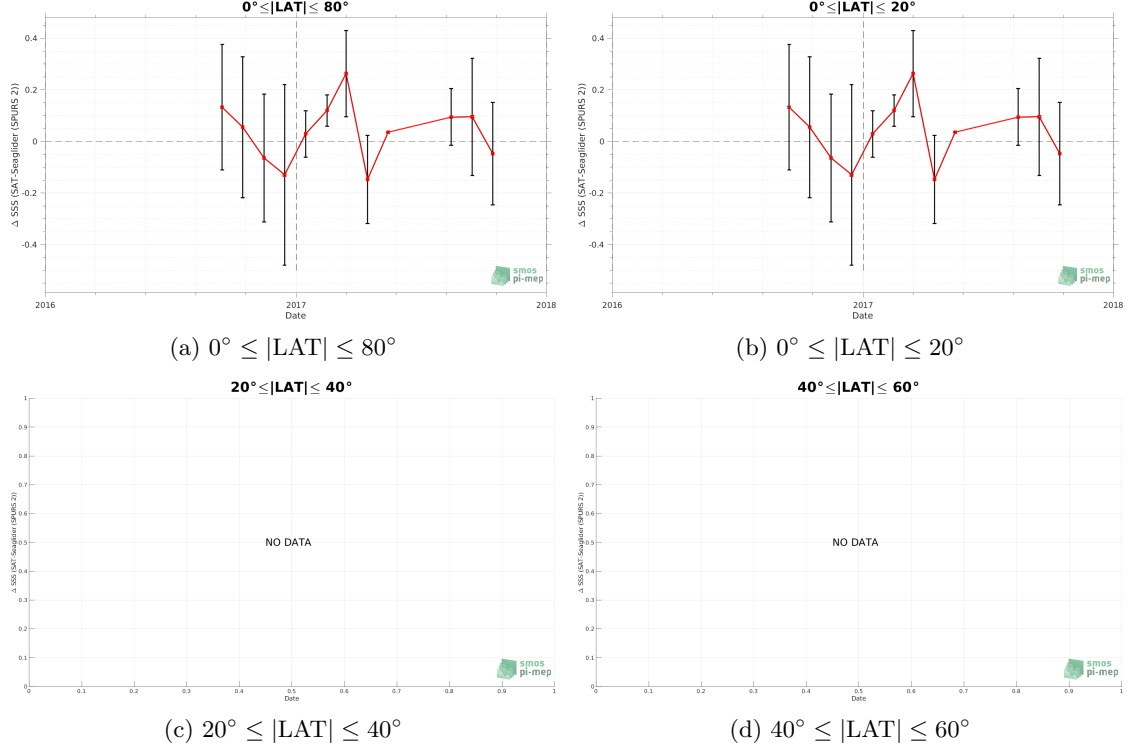 0°≤|LAT|≤ 80°
0.4
0.2
0
-0.2
-0.4
Δ SSS (SAT-Seaglider (SPURS 2))
2016
2017
2018
Date
smos
pi-mep
(a) 0° ≤ |LAT| ≤ 80°
0°≤|LAT|≤ 20°
0.4
0.2
0
-0.2
-0.4
Δ SSS (SAT-Seaglider (SPURS 2))
2016
2017
2018
Date
smos
pi-mep
(b) 0° ≤ |LAT| ≤ 20°
20°≤|LAT|≤ 40°
1
0.9
0.8
0.7
0.6
0.5
0.4
0.3
0.2
0.1
0
Δ SSS (SAT-Seaglider (SPURS 2))
NO DATA
0 0.1 0.2 0.3 0.4 0.5 0.6 0.7 0.8 0.9 1
Date
smos
pi-mep
(c) 20° ≤ |LAT| ≤ 40°
40°≤|LAT|≤ 60°
1
0.9
0.8
0.7
0.6
0.5
0.4
0.3
0.2
0.1
0
Δ SSS (SAT-Seaglider (SPURS 2))
NO DATA
0 0.1 0.2 0.3 0.4 0.5 0.6 0.7 0.8 0.9 1
Date
smos
pi-mep
(d) 40° ≤ |LAT| ≤ 60°